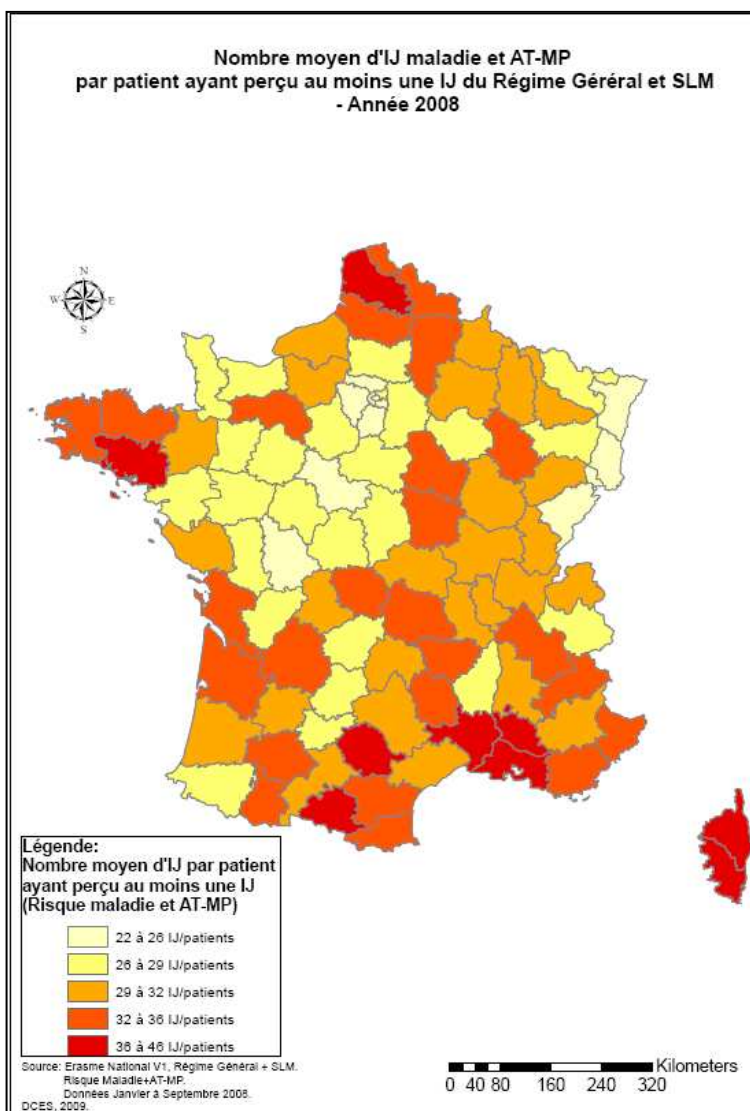 Nombre moyen d'IJ maladie et AT-MP
par patient ayant perçu au moins une IJ du Régime Géréral et SLM
- Année 2008
N
W E
S
Légende:
Nombre moyen d'IJ par patient
ayant perçu au moins une IJ
(Risque maladie et AT-MP)
22 à 26 IJ/patients
26 à 29 IJ/patients
29 à 32 IJ/patients
32 à 36 IJ/patients
36 à 46 IJ/patients
Source: Erasme National V1, Régime Général + SLM.
Risque Maladie+AT-MP.
Données Janvier à Septembre 2008.
DCES, 2009.
Kilometers
0 40 80 160 240 320